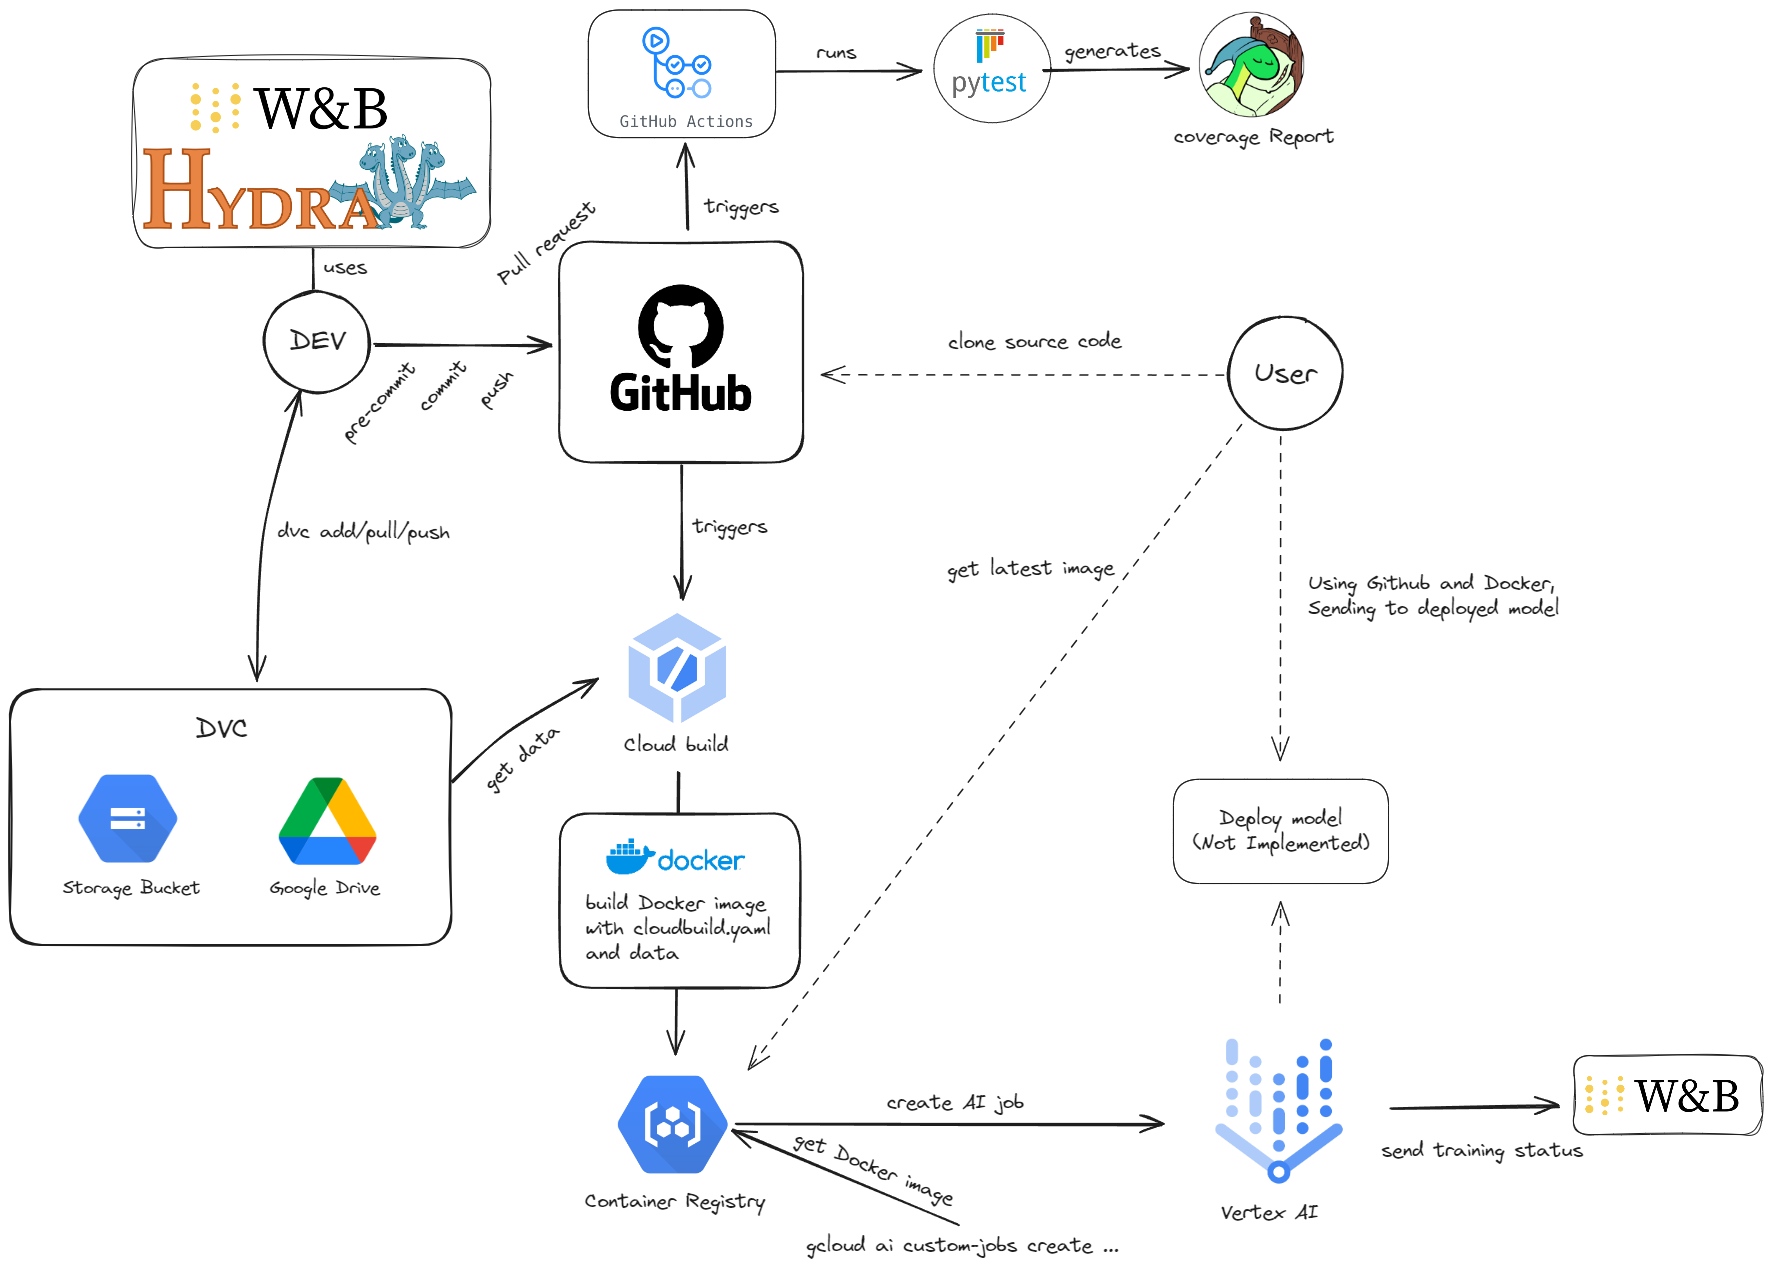 W&B
HYDRA
uses
DEV
pre-commit
commit
push
Pull request
GitHub Actions
runs
pytest
generates
coverage Report
triggers
GitHub
clone source code
User
dvc add/pull/push
triggers
get latest image
Using Github and Docker,
Sending to deployed model
DVC
Storage Bucket
Google Drive
get data
Cloud build
docker
build Docker image
with cloudbuild.yaml
and data
Deploy model
(Not Implemented)
Container Registry
create AI job
get Docker image
gcloud ai custom-jobs create ...
Vertex AI
send training status
W&B